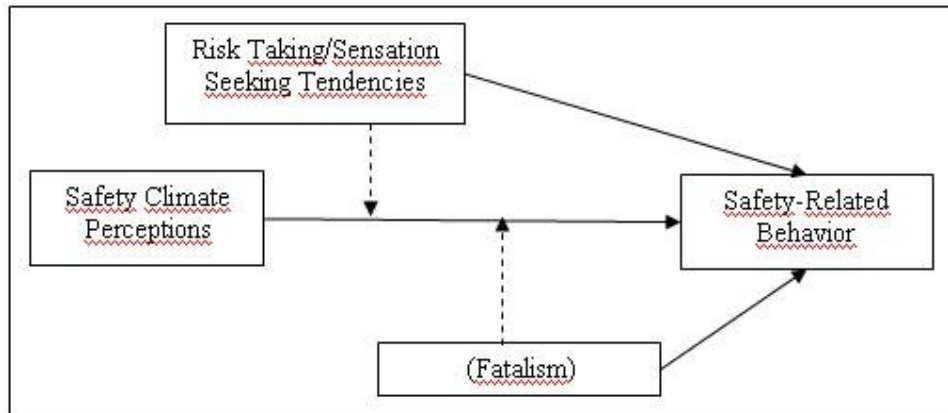 Risk Taking/Sensation
Seeking Tendencies
Safety Climate
Perceptions
Safety-Related
Behavior
(Fatalism)